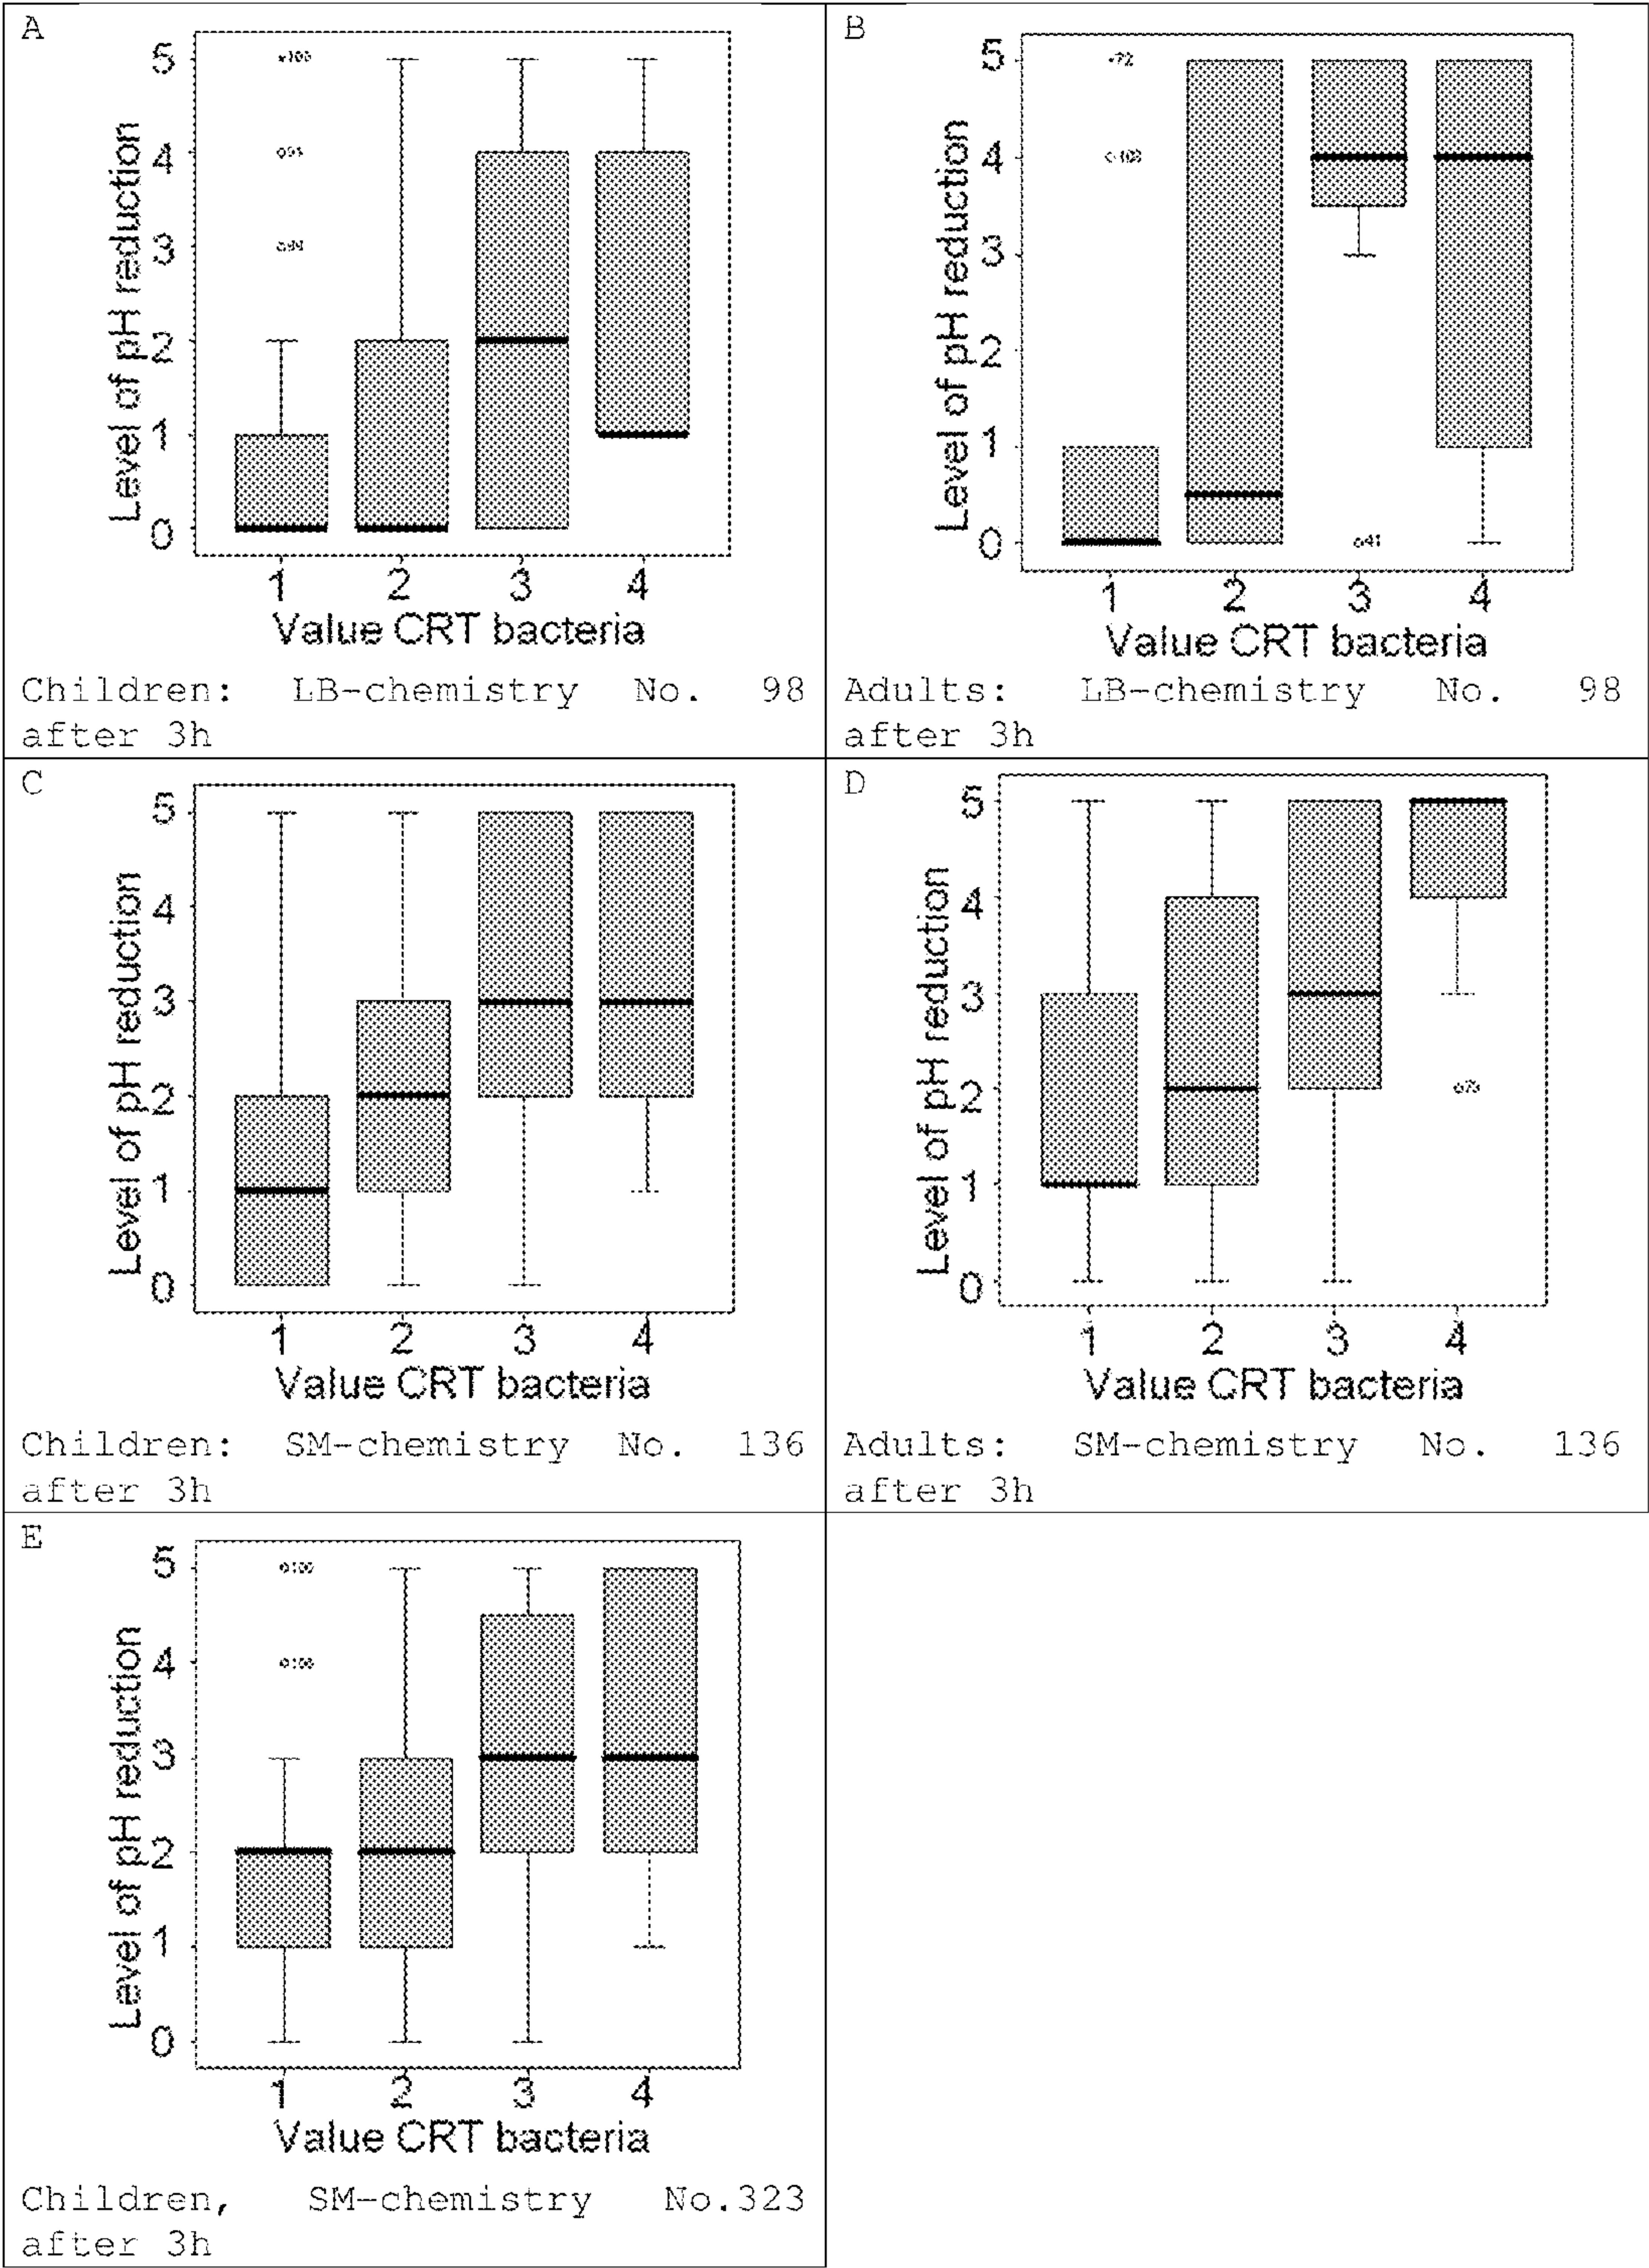 A
Level of pH reduction
5
4
3
2
1
0
1 2 3 4
Value CRT bacteria
Children: LB-chemistry No. 98
after 3h
B
Level of pH reduction
5
4
3
2
1
0
1 2 3 4
Value CRT bacteria
Adults: LB-chemistry No. 98
after 3h
C
Level of pH reduction
5
4
3
2
1
0
1 2 3 4
Value CRT bacteria
Children: SM-chemistry No. 136
after 3h
D
Level of pH reduction
5
4
3
2
1
0
1 2 3 4
Value CRT bacteria
Adults: SM-chemistry No. 136
after 3h
E
Level of pH reduction
5
4
3
2
1
0
1 2 3 4
Value CRT bacteria
Children, SM-chemistry No.323
after 3h